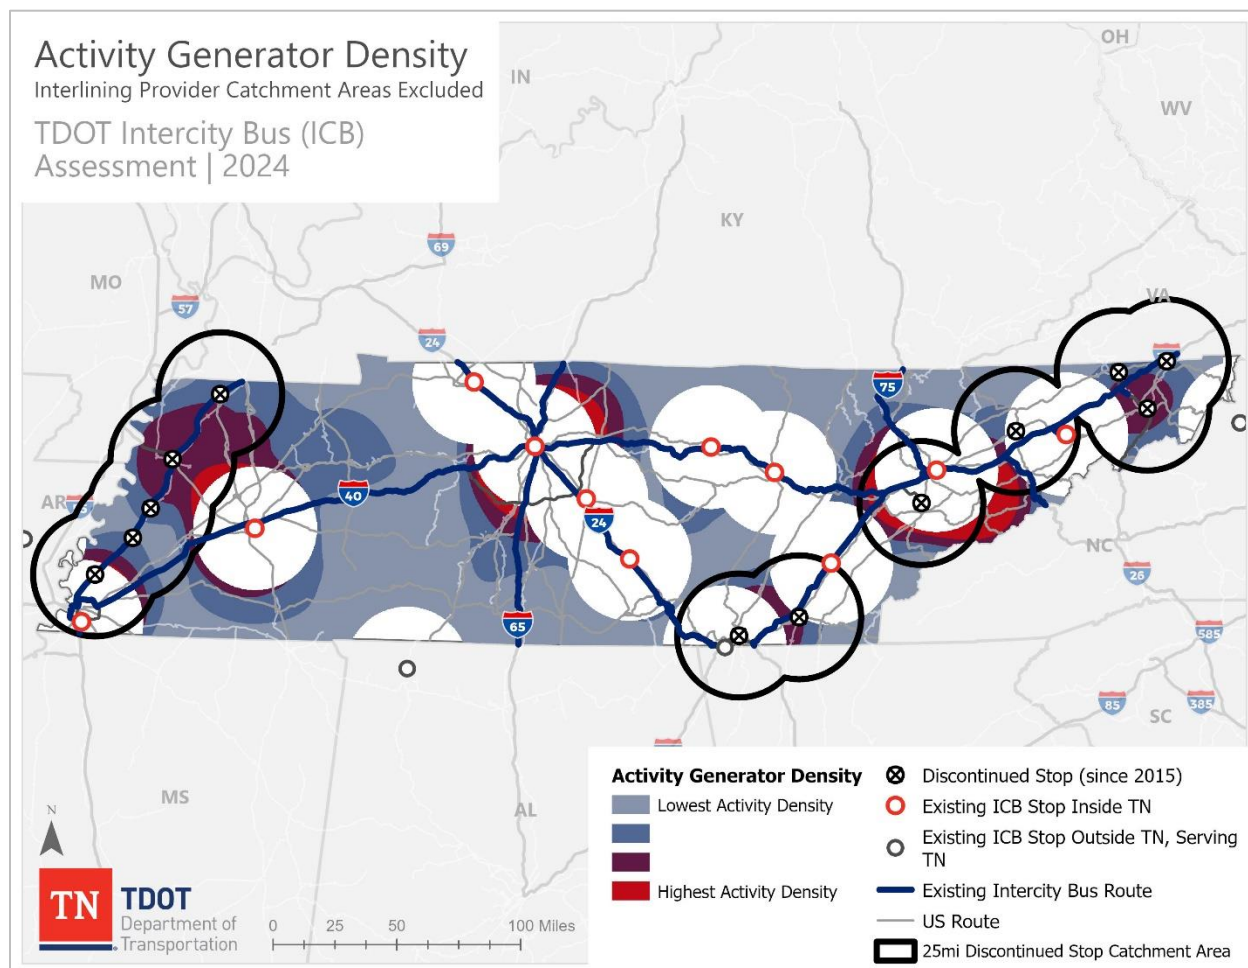 Activity Generator Density
Interlining Provider Catchment Areas Excluded
TDOT Intercity Bus (ICB)
Assessment | 2024
OH
IN
WV
KY
69
MO
57
VA
24
75
40
AR
24
NC
26
65
585
85
385
SC
MS
AL
N
TN
TDOT
Department of
Transportation
0 25 50 100 Miles
Activity Generator Density
Lowest Activity Density
Highest Activity Density
Discontinued Stop (since 2015)
Existing ICB Stop Inside TN
Existing ICB Stop Outside TN, Serving
TN
Existing Intercity Bus Route
US Route
25mi Discontinued Stop Catchment Area